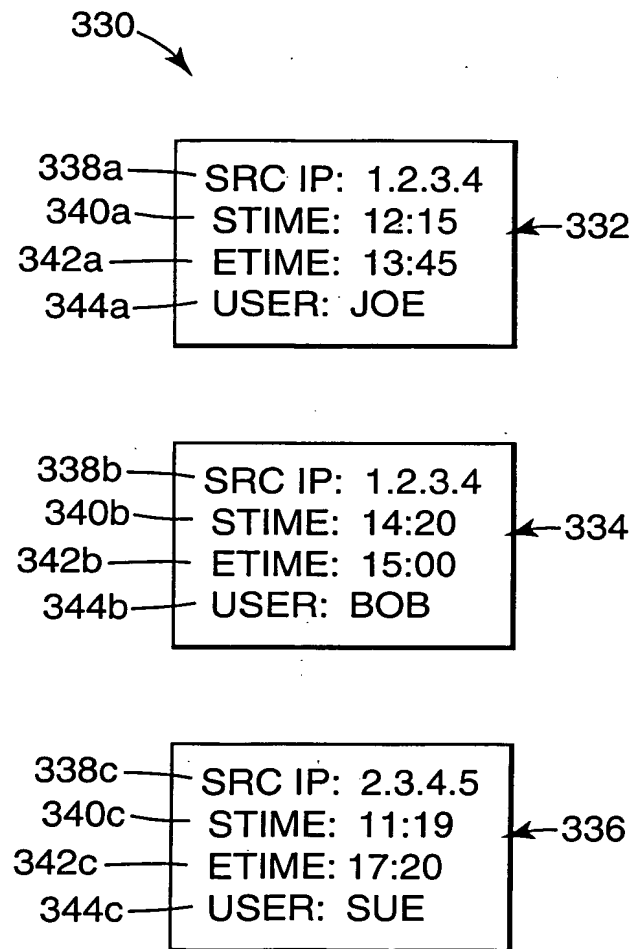 330
338a SRC IP: 1.2.3.4
340a STIME: 12:15 332
342a ETIME: 13:45
344a USER: JOE
338b SRC IP: 1.2.3.4
340b STIME: 14:20 334
342b ETIME: 15:00
344b USER: BOB
338c SRC IP: 2.3.4.5
340c STIME: 11:19 336
342c ETIME: 17:20
344c USER: SUE